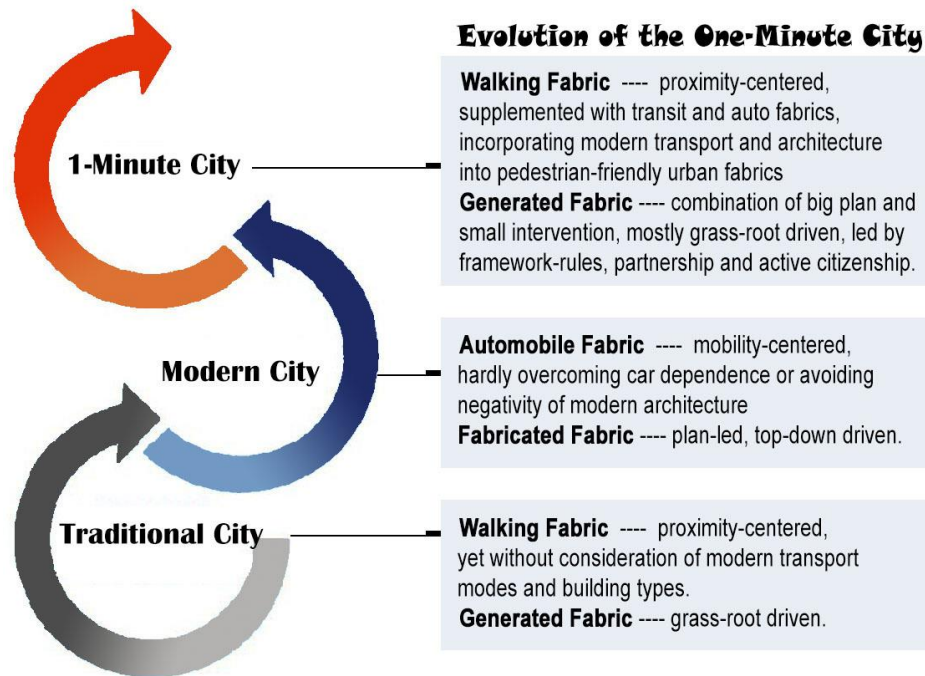 Evolution of the One-Minute City
1-Minute City
Walking Fabric ---- proximity-centered,
supplemented with transit and auto fabrics,
incorporating modern transport and architecture
into pedestrian-friendly urban fabrics
Generated Fabric ---- combination of big plan and
small intervention, mostly grass-root driven, led by
framework-rules, partnership and active citizenship.
Modern City
Automobile Fabric ---- mobility-centered,
hardly overcoming car dependence or avoiding
negativity of modern architecture
Fabricated Fabric ---- plan-led, top-down driven.
Traditional City
Walking Fabric ---- proximity-centered,
yet without consideration of modern transport
modes and building types.
Generated Fabric ---- grass-root driven.